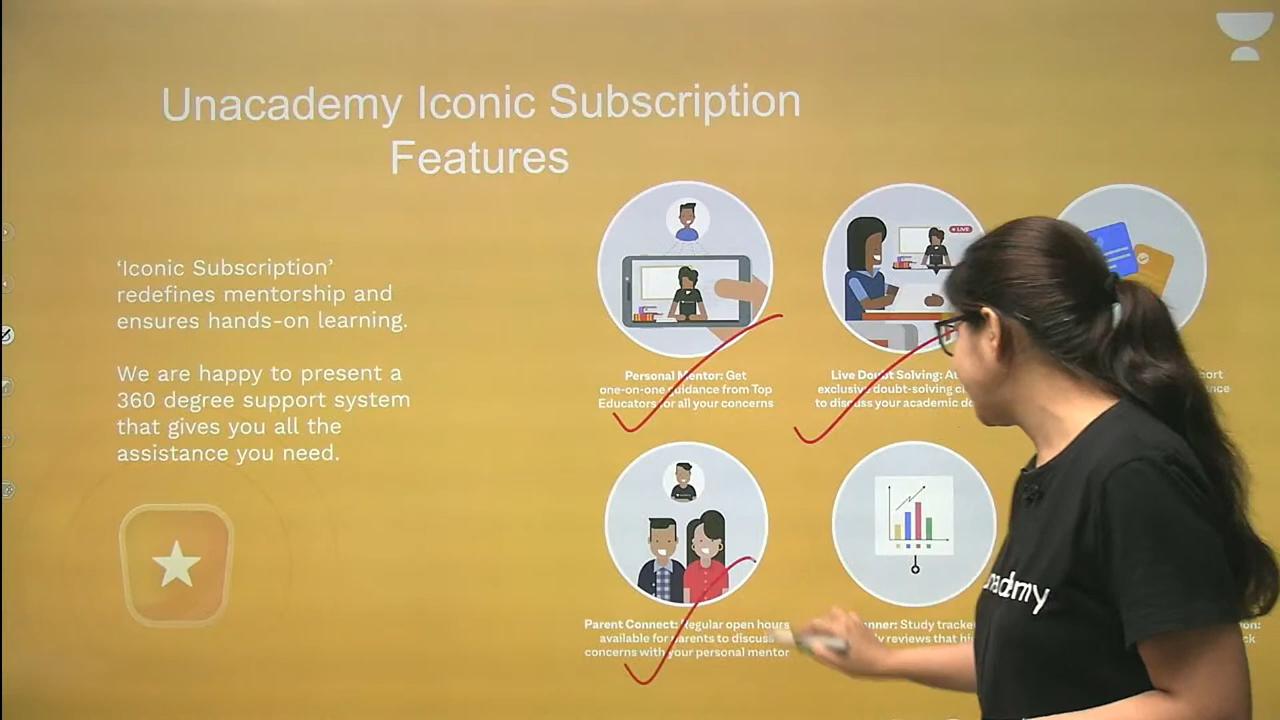 Unacademy Iconic Subscription
Features
‘Iconic Subscription’
redefines mentorship and
ensures hands-on learning.
We are happy to present a
360 degree support system
that gives you all the
assistance you need.
LIVE
Personal Mentor: Get
one-on-one guidance from Top
Educators for all your concerns
Live Doubt Solving:
exclusive doubt-solving
to discuss your academic
Parent Connect: Regular open hours
available for parents to discuss
concerns with your personal mentor
Study
reviews that